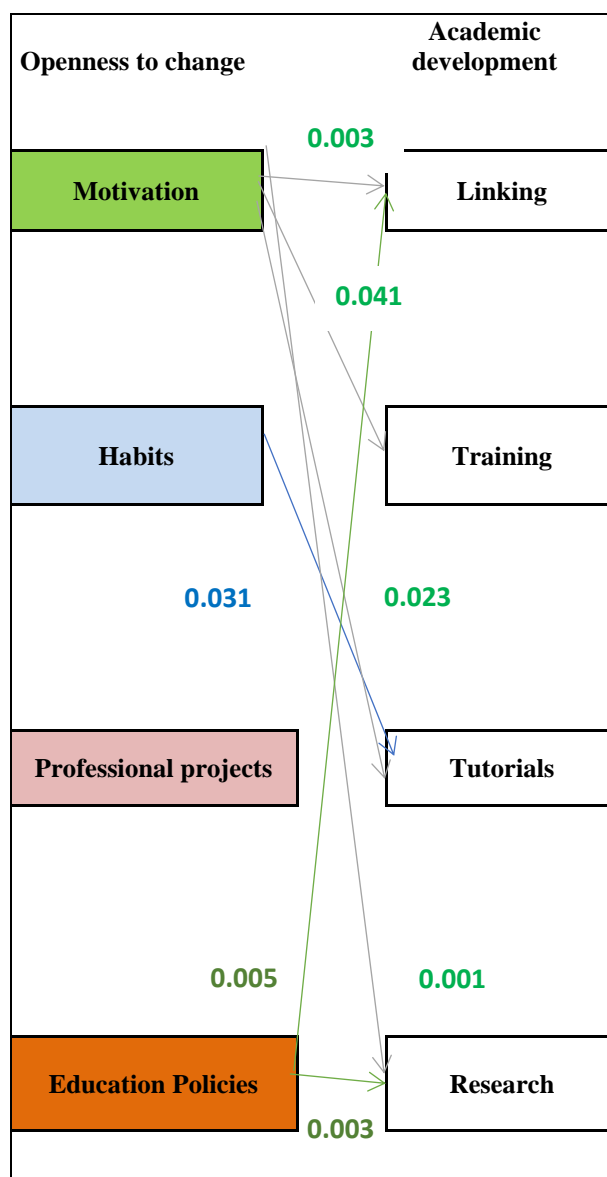 Openness to change
Academic
development
0.003
Motivation
Linking
0.041
Habits
Training
0.031
0.023
Professional projects
Tutorials
0.005
0.001
Education Policies
Research
0.003